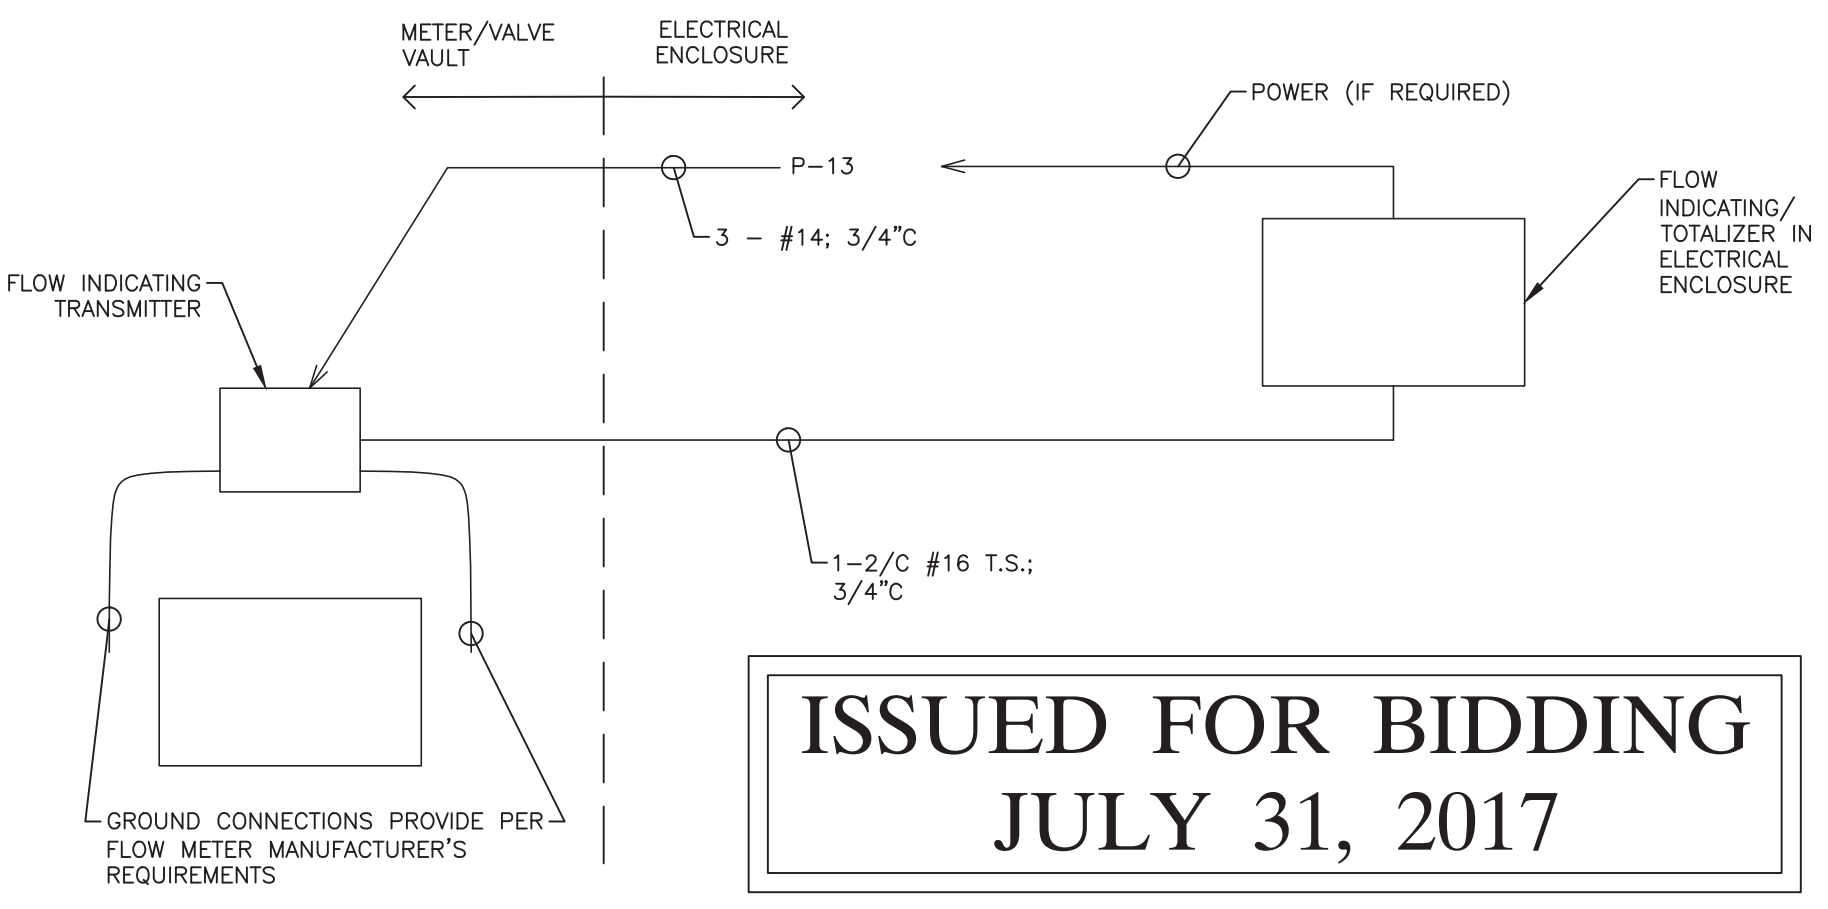 METER/VALVE
VAULT
ELECTRICAL
ENCLOSURE
POWER (IF REQUIRED)
P-13
3 - #14; 3/4"C
FLOW
INDICATING/
TOTALIZER IN
ELECTRICAL
ENCLOSURE
FLOW INDICATING
TRANSMITTER
1-2/C #16 T.S.;
3/4"C
GROUND CONNECTIONS PROVIDE PER
FLOW METER MANUFACTURER'S
REQUIREMENTS
ISSUED FOR BIDDING
JULY 31, 2017